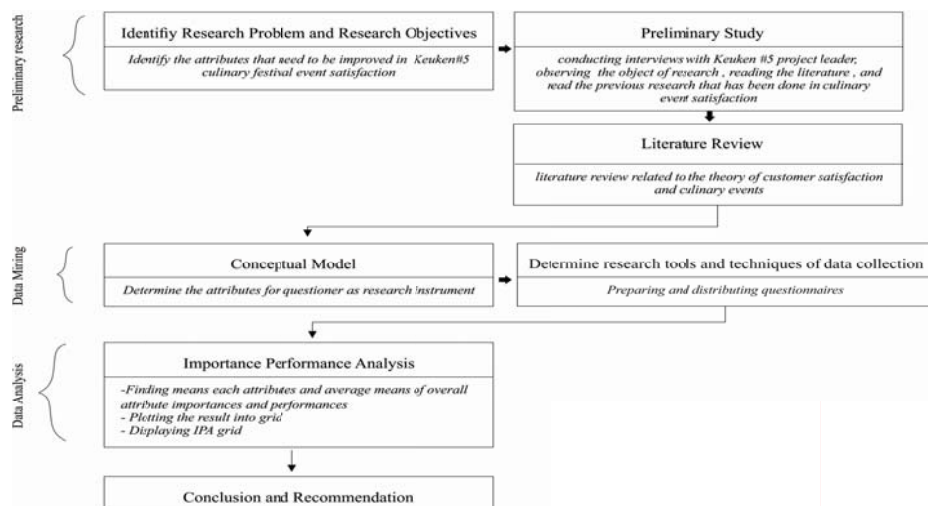 Preliminary research
Identifiy Research Problem and Research Objectives
Identify the attributes that need to be improved in Keuken#5
culinary festival event satisfaction
Preliminary Study
conducting interviews with Keuken #5 project leader,
observing the object of research , reading the literature , and
read the previous research that has been done in culinary
event satisfaction
Literature Review
literature review related to the theory of customer satisfaction
and culinary events
Data Mining
Conceptual Model
Determine the attributes for questioner as research instrument
Determine research tools and techniques of data collection
Preparing and distributing questionnaires
Data Analysis
Importance Performance Analysis
-Finding means each attributes and average means of overall
attribute importances and performances
- Plotting the result into grid
- Displaying IPA grid
Conclusion and Recommendation